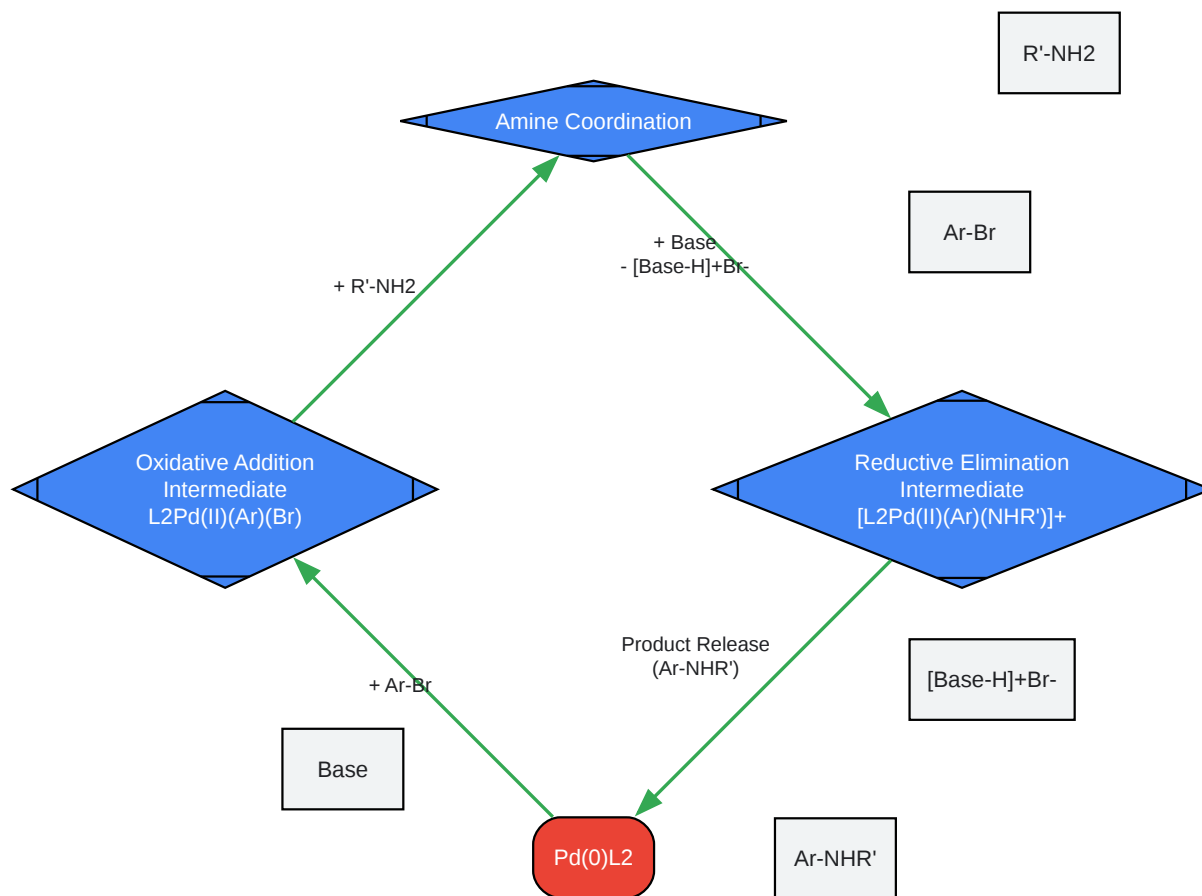 R'-NH2
Amine Coordination
Ar-Br
+ Base
- [Base-H]+Br-
+ R'-NH2
Oxidative Addition
Intermediate
L2Pd(II)(Ar)(Br)
Reductive Elimination
Intermediate
[L2Pd(II)(Ar)(NHR')]+
Product Release
(Ar-NHR')
[Base-H]+Br-
+ Ar-Br
Base
Pd(0)L2
Ar-NHR'